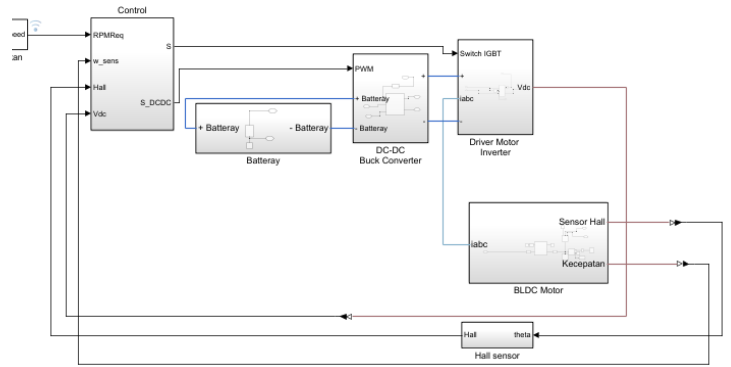 Control
eed
tan
RPMReq
w_sens
Hall
Vdc
S
S_DCDC
+ Batteray
- Batteray
Batteray
PWM
+ Batteray
- Batteray
+
-
DC-DC
Buck Converter
Switch IGBT
+
iabc
-
Vdc
Driver Motor
Inverter
iabc
Sensor Hall
Kecepatan
BLDC Motor
Hall
theta
Hall sensor